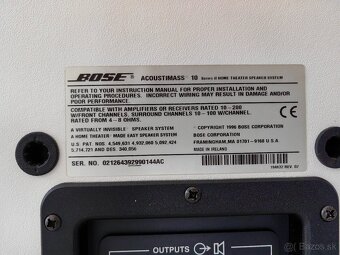 BOSE® ACOUSTIMASS® 10 Series II HOME THEATER SPEAKER SYSTEM
REFER TO YOUR INSTRUCTION MANUAL FOR PROPER INSTALLATION AND
OPERATING PROCEDURES. INCORRECT WIRING MAY RESULT IN DAMAGE AND/OR
POOR PERFORMANCE.
COMPATIBLE WITH AMPLIFIERS OR RECEIVERS RATED 10 - 200
W/FRONT CHANNELS, SURROUND CHANNELS 10 - 100 W/CHANNEL.
RATED FROM 4 - 8 OHMS.
CE
A VIRTUALLY INVISIBLE SPEAKER SYSTEM
A HOME THEATER - MADE EASY SPEAKER SYSTEM
U.S. PAT NOS. 4,549,631 4,932,060 5,092,424
5,714,721 AND DES. 340,056
© COPYRIGHT 1996 BOSE CORPORATION
BOSE CORPORATION
FRAMINGHAM, MA 01701-9168 U.S.A
MADE IN IRELAND
SER. NO. 021264392990144AC
OUTPUTS
bazos.sk